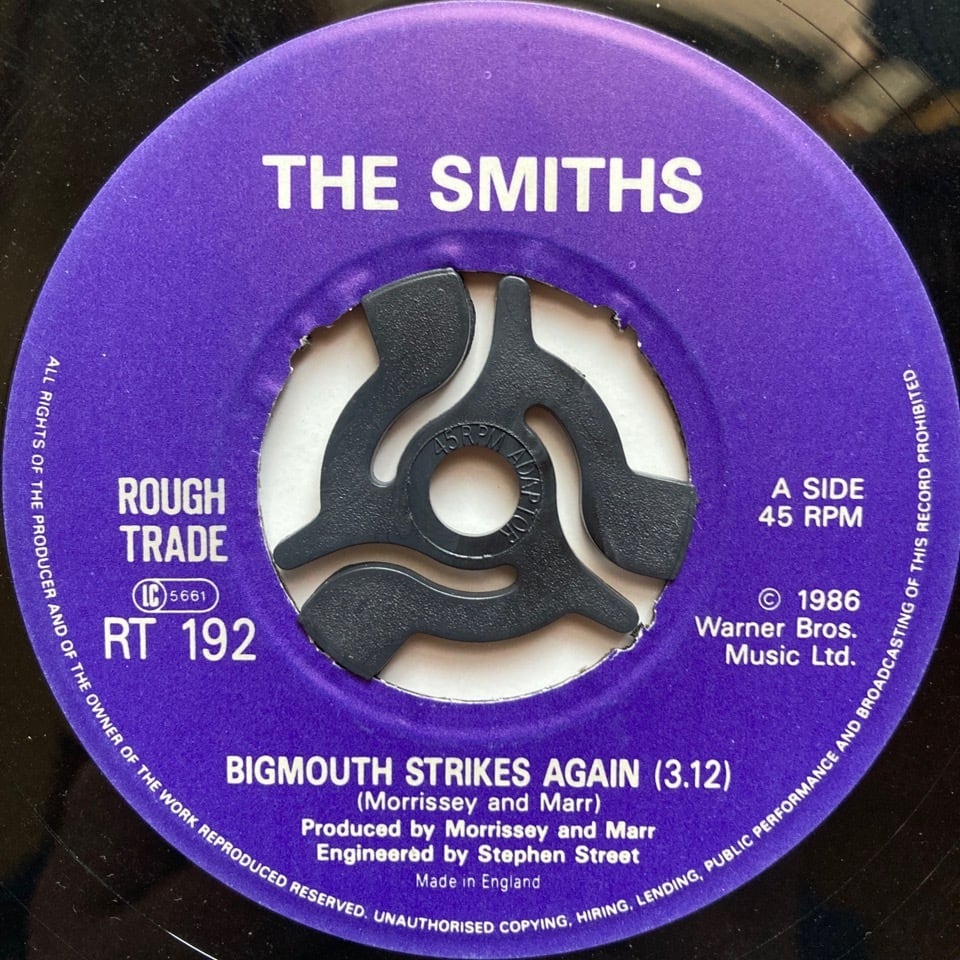 THE SMITHS
45 RPM ADAPTOR
ROUGH
TRADE
LC 5661
RT 192
A SIDE
45 RPM
© 1986
Warner Bros.
Music Ltd.
BIGMOUTH STRIKES AGAIN (3.12)
(Morrissey and Marr)
Produced by Morrissey and Marr
Engineered by Stephen Street
Made in England
ALL RIGHTS OF THE PRODUCER AND OF THE OWNER OF THE WORK REPRODUCED RESERVED. UNAUTHORISED COPYING, HIRING, LENDING, PUBLIC PERFORMANCE AND BROADCASTING OF THIS RECORD PROHIBITED